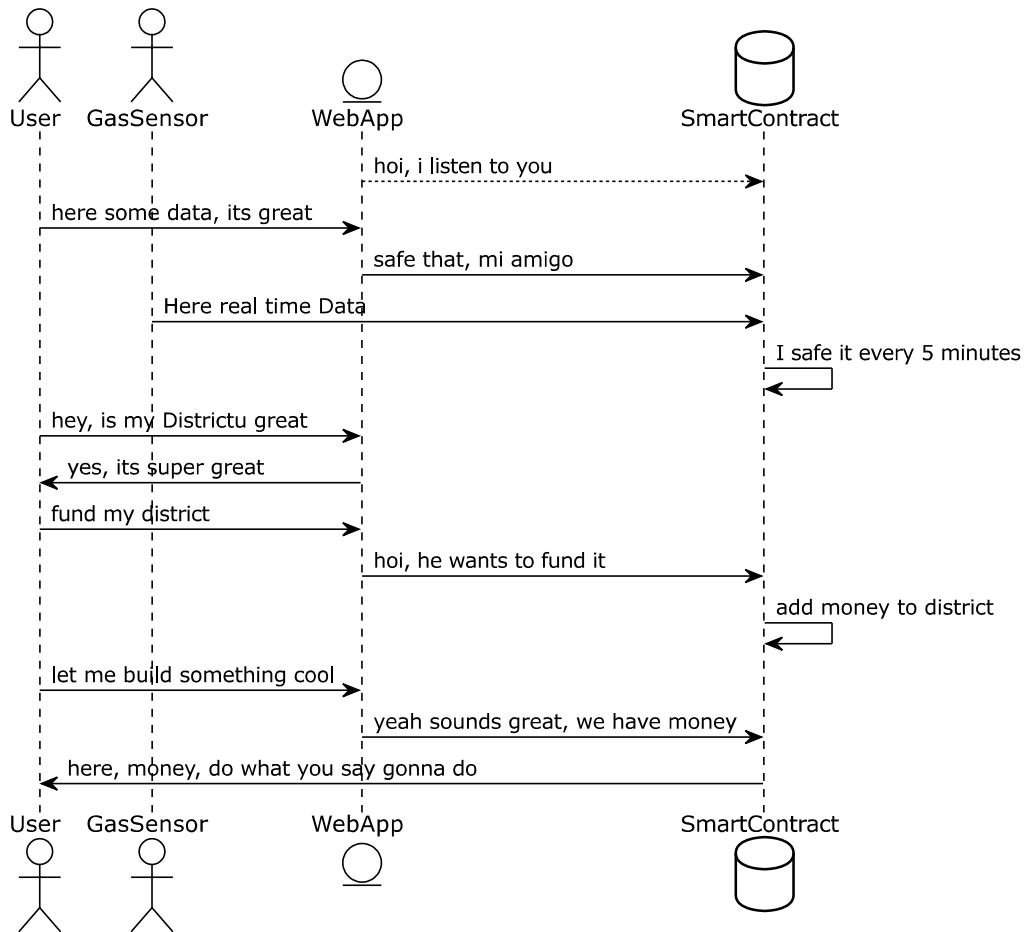 User GasSensor WebApp SmartContract
hoi, i listen to you
here some data, its great
safe that, mi amigo
Here real time Data
I safe it every 5 minutes
hey, is my Districtu great
yes, its super great
fund my district
hoi, he wants to fund it
add money to district
let me build something cool
yeah sounds great, we have money
here, money, do what you say gonna do
User GasSensor WebApp SmartContract